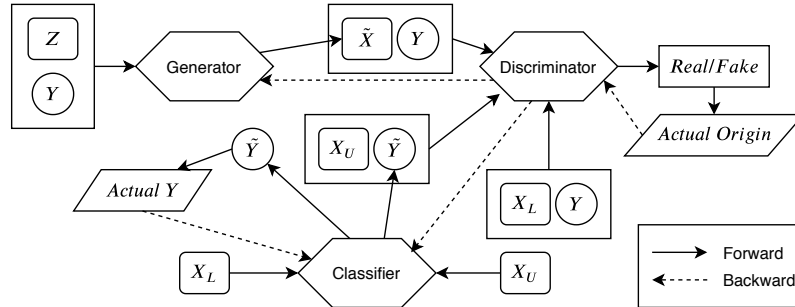 Z
Y
Generator
X̃
Y
Discriminator
Real/Fake
Actual Origin
Ỹ
Actual Y
X_U
Ỹ
X_L
Y
X_L
Classifier
X_U
Forward
Backward